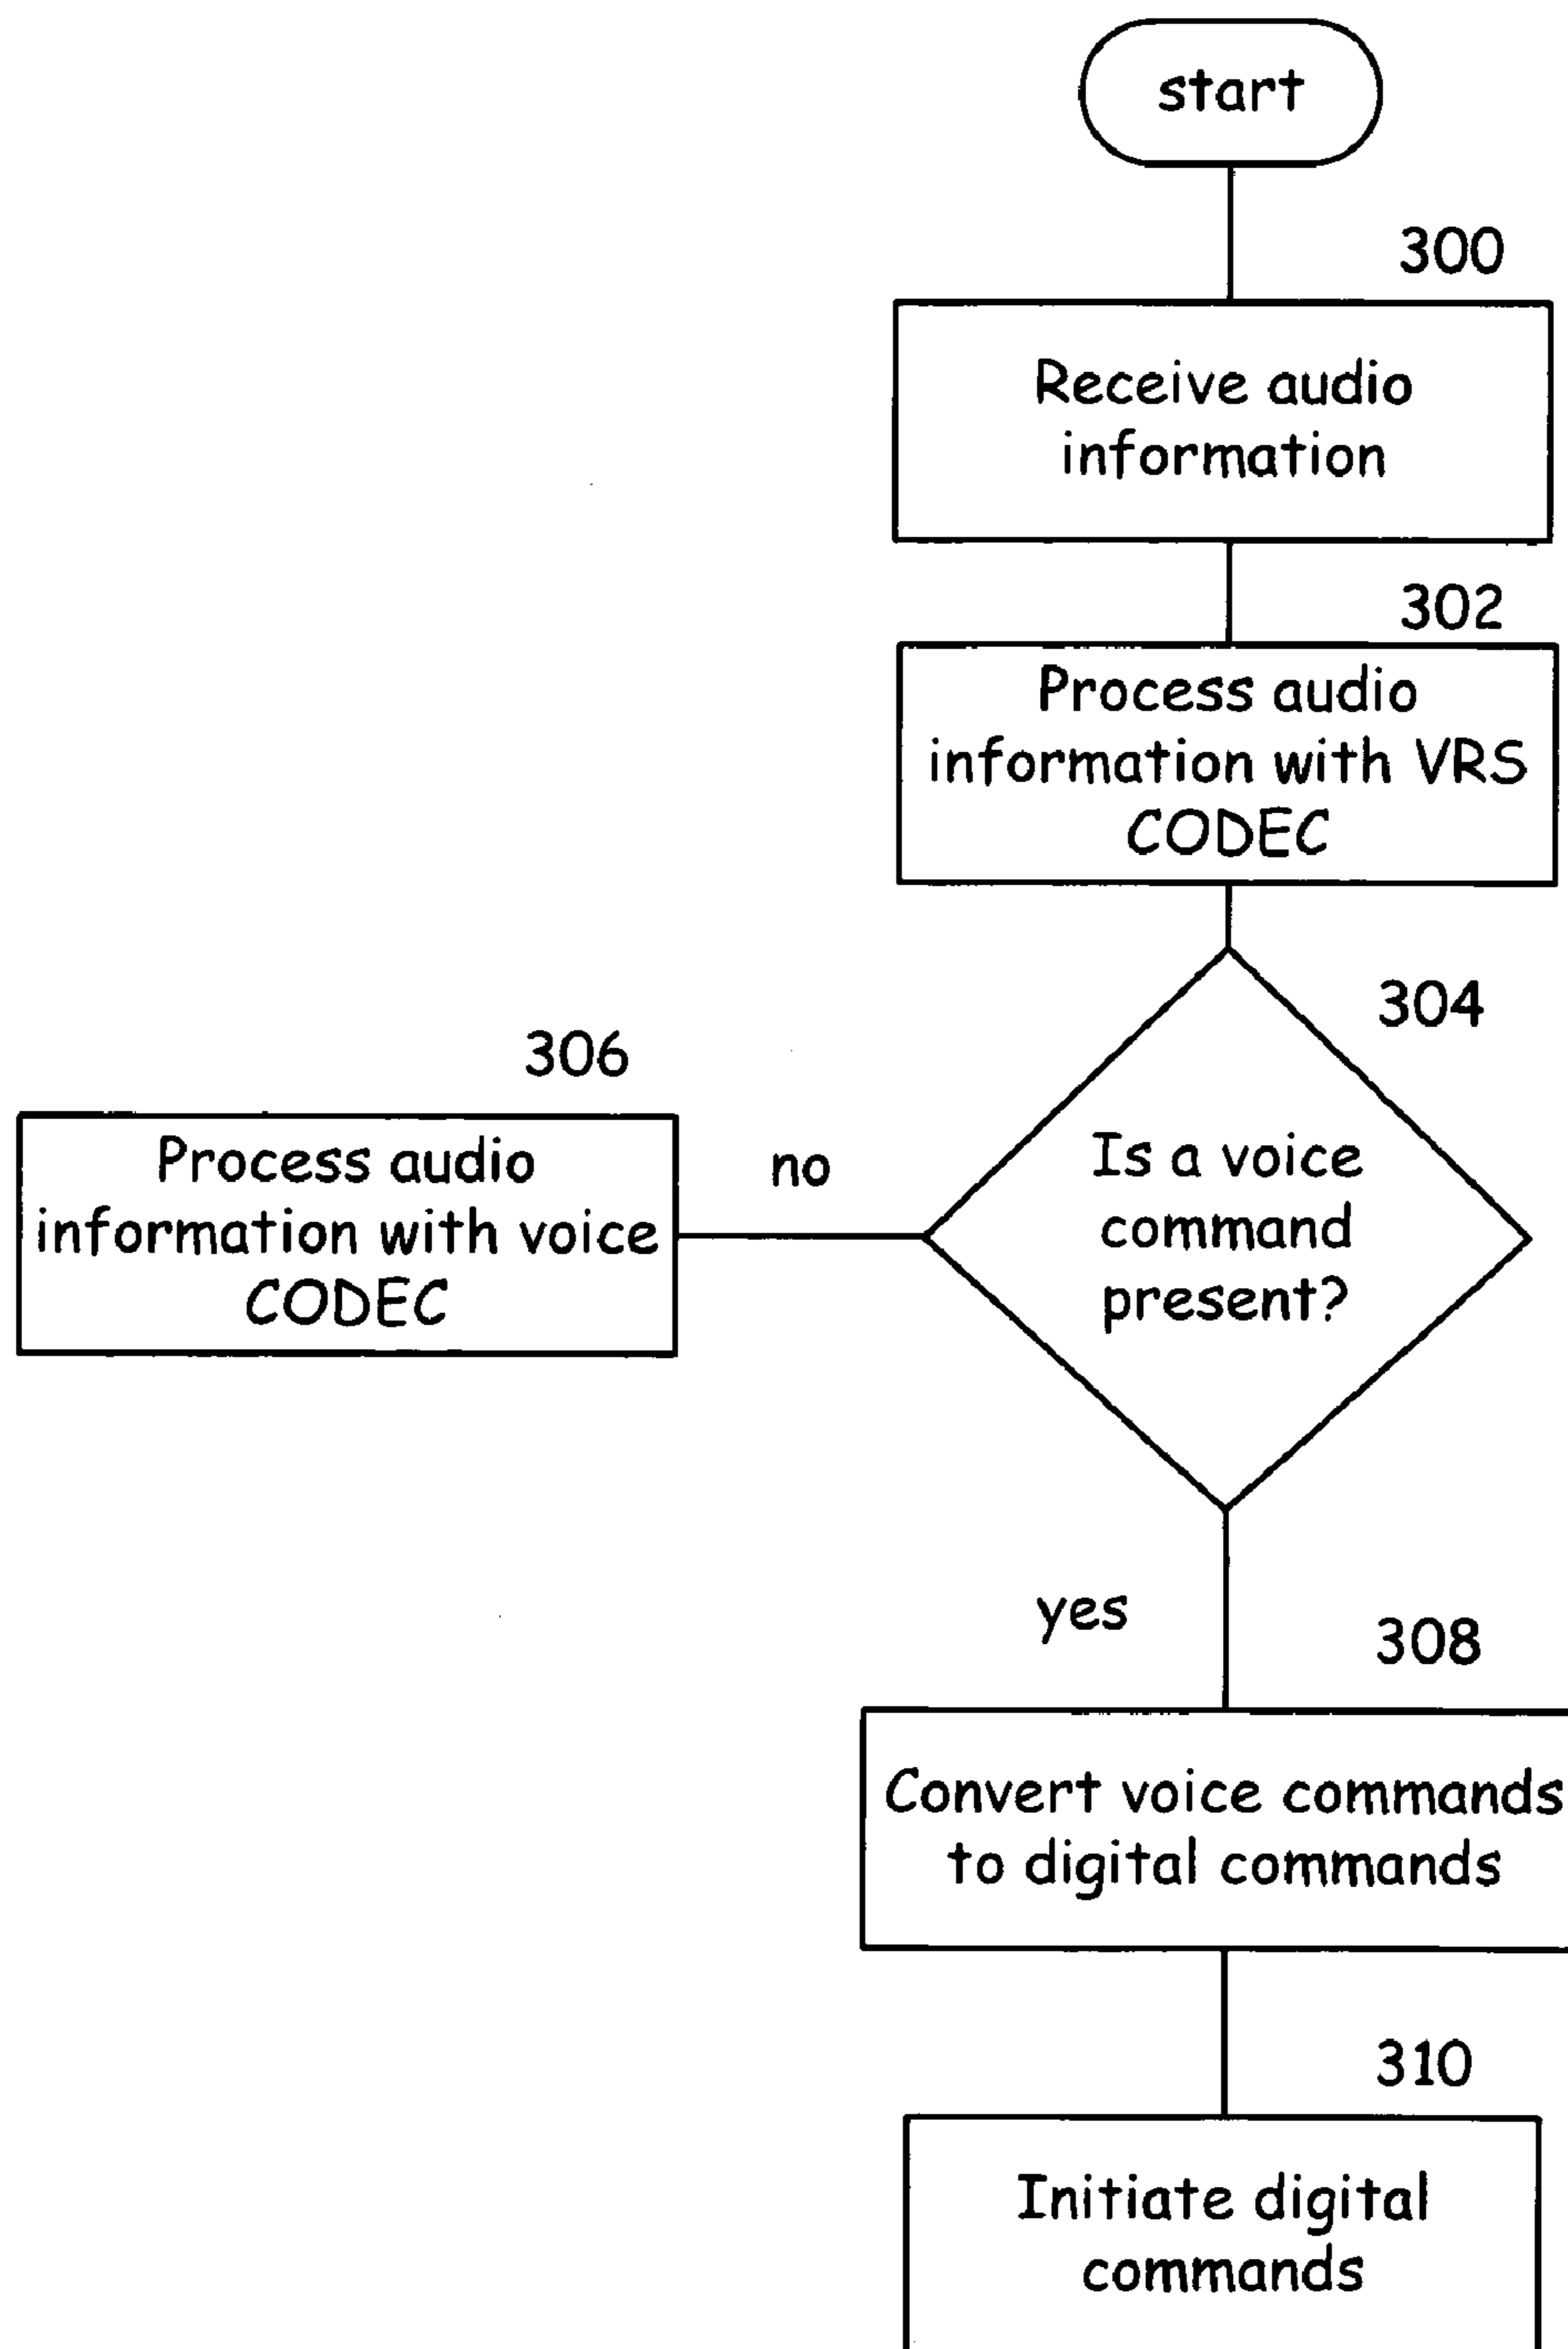 start
300
Receive audio
information
302
Process audio
information with VRS
CODEC
304
Is a voice
command
present?
306
Process audio
information with voice
CODEC
no
yes
308
Convert voice commands
to digital commands
310
Initiate digital
commands